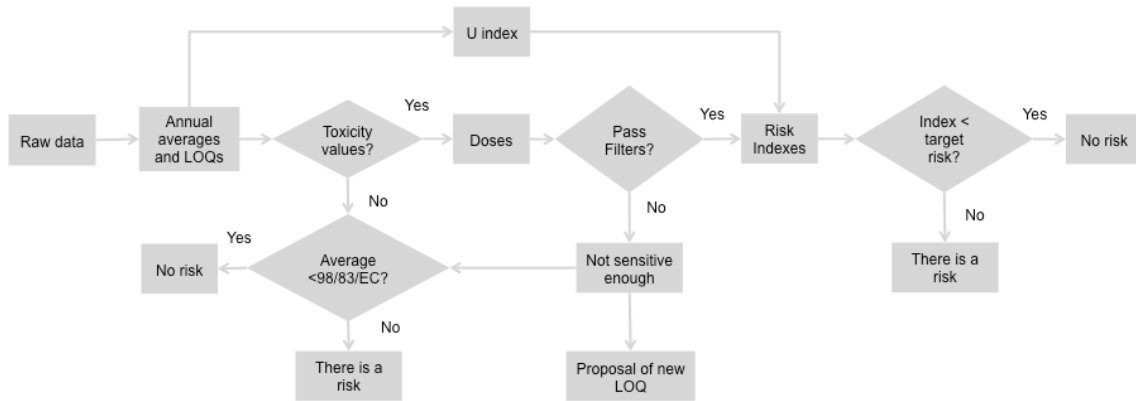 U index
Raw data
Annual
averages
and LOQs
Toxicity
values?
Yes
Doses
Pass
Filters?
Yes
Risk
Indexes
Index <
target
risk?
Yes
No risk
No
No
No
Yes
No risk
Average
<98/83/EC?
Not sensitive
enough
There is a
risk
No
There is a
risk
Proposal of new
LOQ